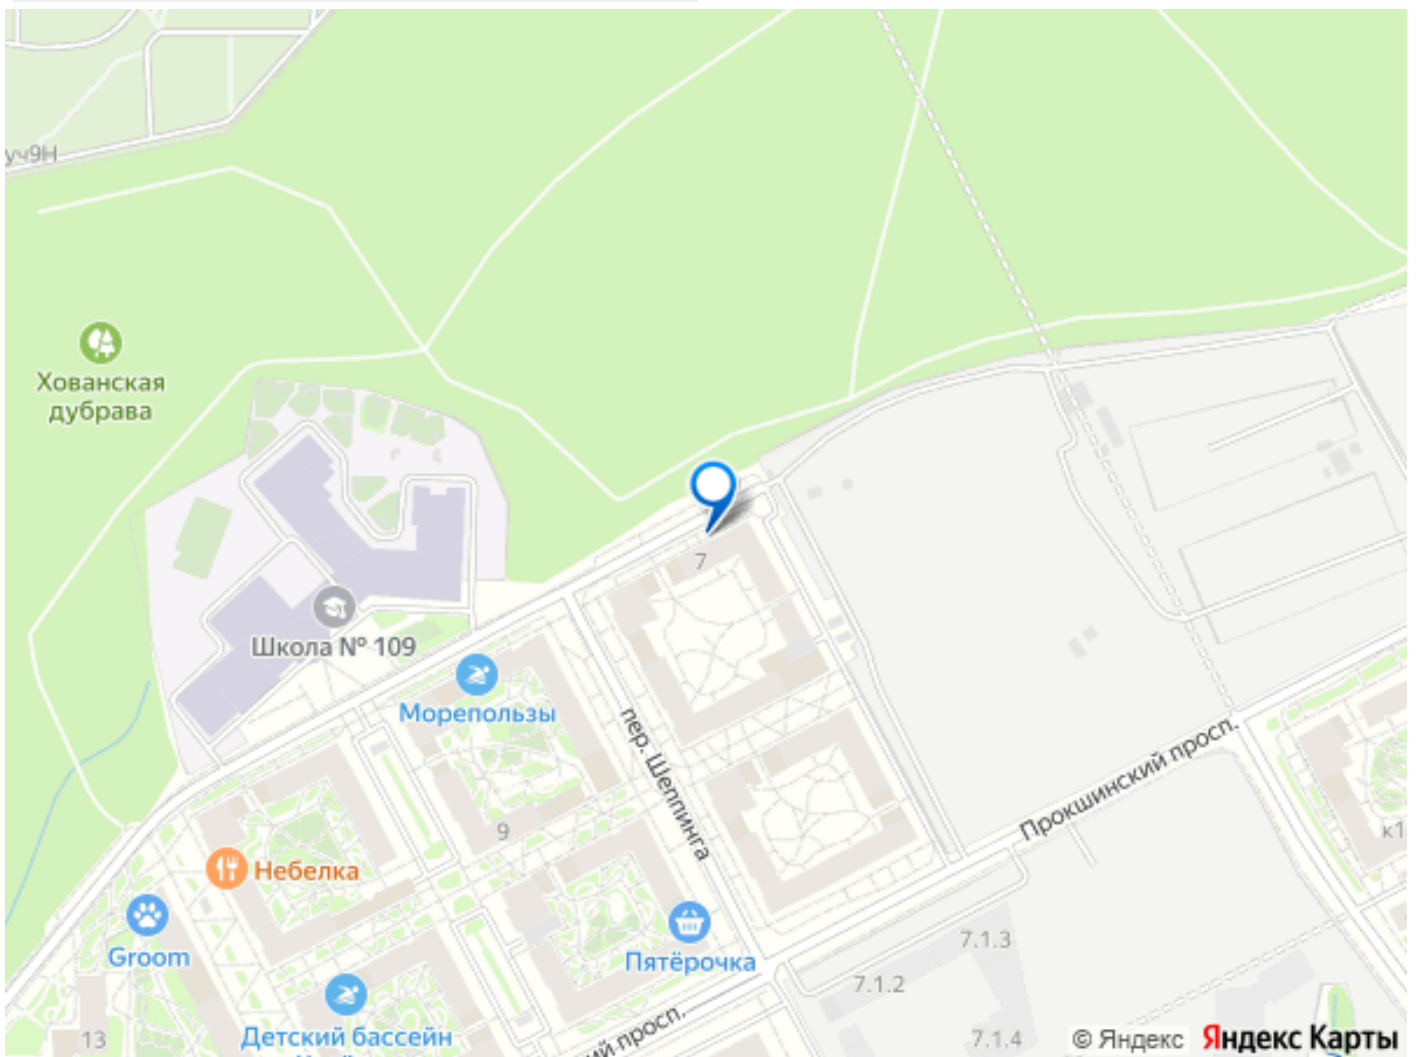 уч9Н
Хованская
дубрава
7
Школа № 109
Морепользы
пер. Шеппинга
Прокшинский просп.
к1
9
Небелка
Groom
Пятёрочка
7.1.3
7.1.2
Детский бассейн
ий просп.
13
7.1.4
© Яндекс Яндекс Карты